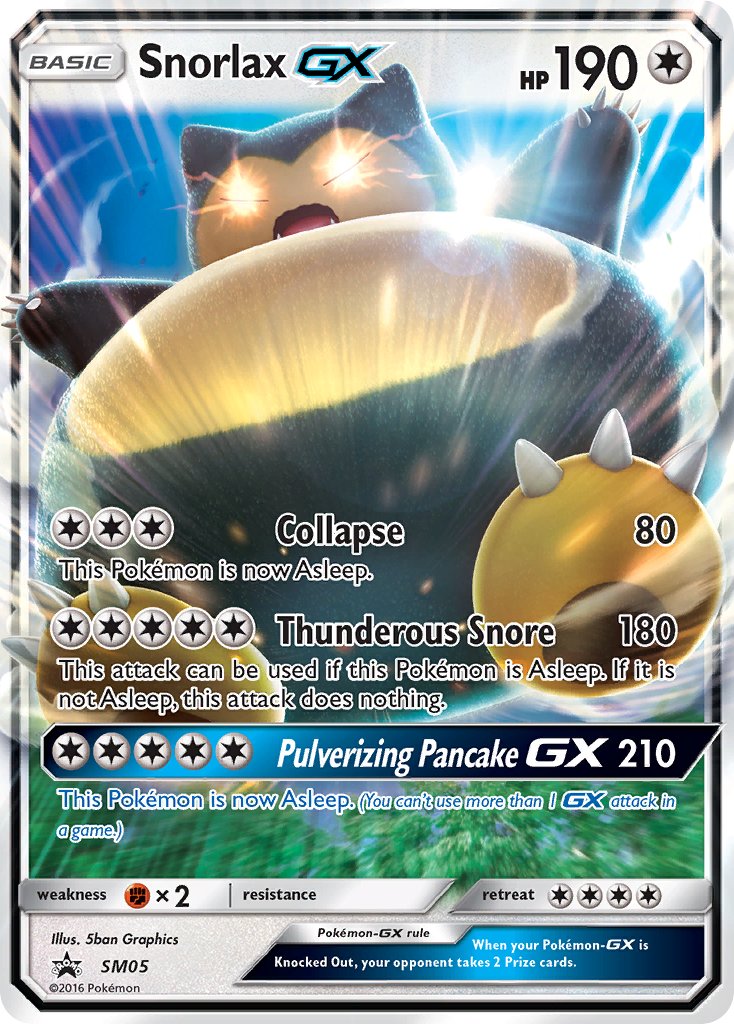 BASIC Snorlax GX HP 190
Collapse 80
This Pokémon is now Asleep.
Thunderous Snore 180
This attack can be used if this Pokémon is Asleep. If it is
not Asleep, this attack does nothing.
Pulverizing Pancake GX 210
This Pokémon is now Asleep. (You can't use more than 1 GX attack in
a game.)
weakness × 2 resistance retreat
Illus. 5ban Graphics
Pokémon-GX rule
When your Pokémon-GX is
Knocked Out, your opponent takes 2 Prize cards.
PROMO SM05
©2016 Pokémon